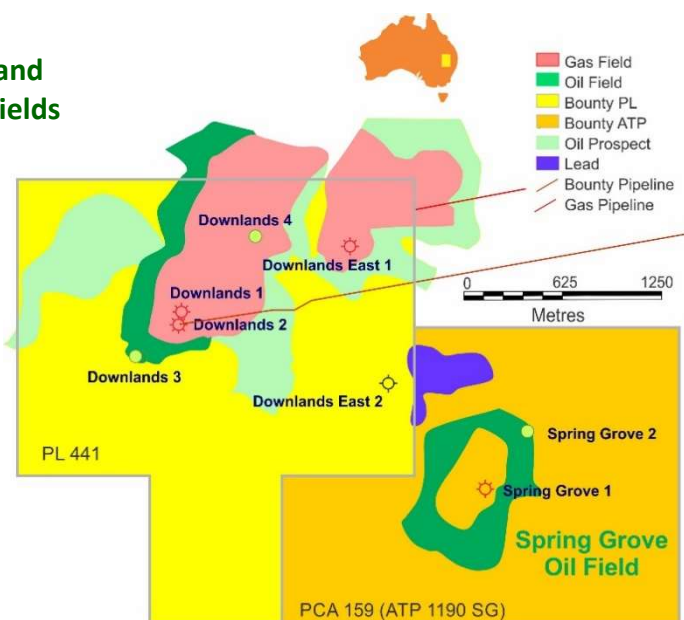 and
ields
Gas Field
Oil Field
Bounty PL
Bounty ATP
Oil Prospect
Lead
Bounty Pipeline
Gas Pipeline
0 625 1250
Metres
Downlands 4
Downlands East 1
Downlands 1
Downlands 2
Downlands 3
Downlands East 2
PL 441
Spring Grove 2
Spring Grove 1
Spring Grove
Oil Field
PCA 159 (ATP 1190 SG)